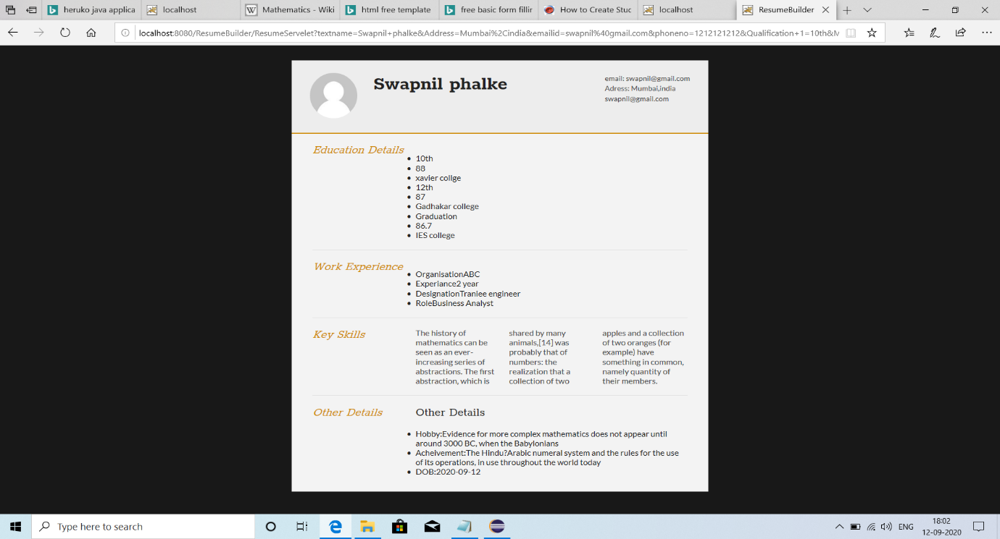 heruko java applica
localhost
Mathematics - Wiki
html free template
free basic form fillir
How to Create Stuc
localhost
ResumeBuilder
localhost:8080/ResumeBuilder/ResumeServelet?textname=Swapnil+phalke&Address=Mumbai%2Cindia&emailid=swapnil%40gmail.com&phoneno=1212121212&Qualification+1=10th&M
Swapnil phalke
email: swapnil@gmail.com
Adress: Mumbai,india
swapnil@gmail.com
Education Details
• 10th
• 88
• xavier collge
• 12th
• 87
• Gadhakar college
• Graduation
• 86.7
• IES college
Work Experience
• OrganisationABC
• Experiance2 year
• DesignationTraniee engineer
• RoleBusiness Analyst
Key Skills
The history of
mathematics can be
seen as an ever-
increasing series of
abstractions. The first
abstraction, which is
shared by many
animals,[14] was
probably that of
numbers: the
realization that a
collection of two
apples and a collection
of two oranges (for
example) have
something in common,
namely quantity of
their members.
Other Details
Other Details
• Hobby:Evidence for more complex mathematics does not appear until
around 3000 BC, when the Babylonians
• Acheivement:The Hindu?Arabic numeral system and the rules for the use
of its operations, in use throughout the world today
• DOB:2020-09-12
Type here to search
ENG
18:02
12-09-2020